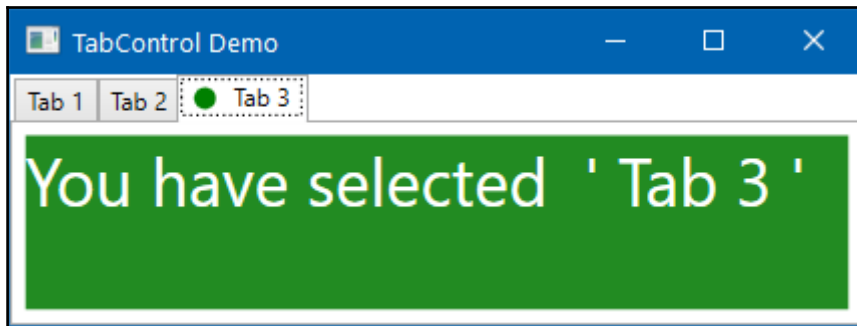 TabControl Demo
Tab 1 Tab 2 Tab 3
You have selected ' Tab 3 '